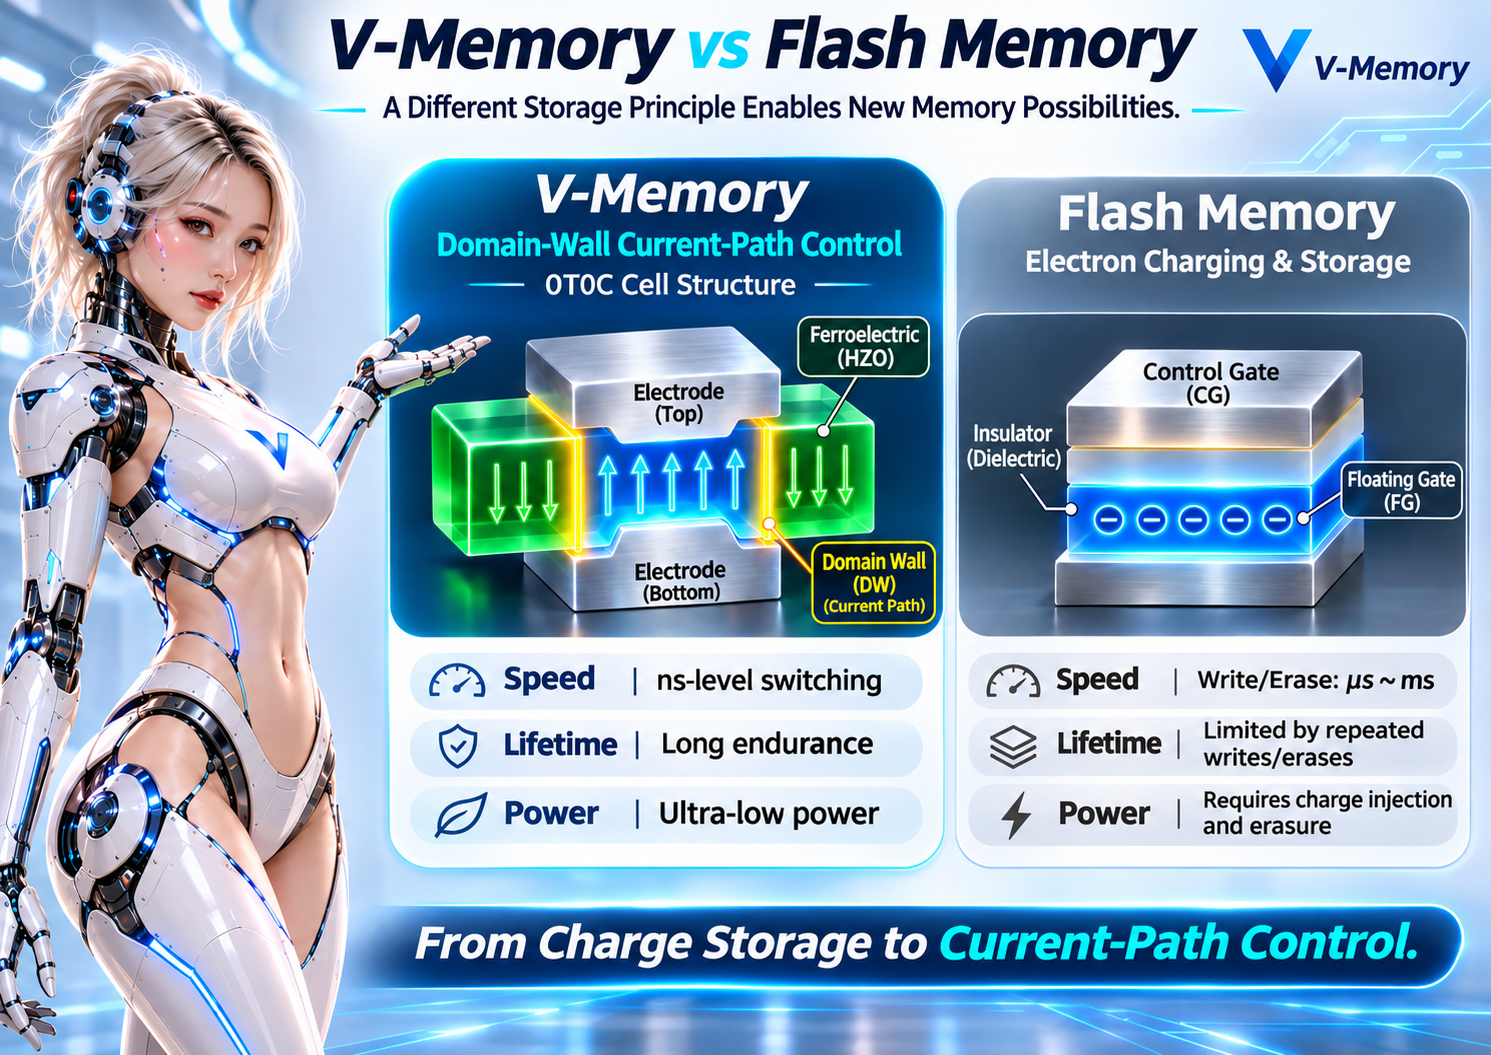 V-Memory vs Flash Memory
A Different Storage Principle Enables New Memory Possibilities.
V-Memory
V-Memory
Domain-Wall Current-Path Control
0T0C Cell Structure
Ferroelectric
(HZO)
Electrode
(Top)
Electrode
(Bottom)
Domain Wall
(DW)
(Current Path)
Speed | ns-level switching
Lifetime | Long endurance
Power | Ultra-low power
Flash Memory
Electron Charging & Storage
Control Gate
(CG)
Insulator
(Dielectric)
Floating Gate
(FG)
Speed | Write/Erase: μs ~ ms
Lifetime | Limited by repeated
writes/erases
Power | Requires charge injection
and erasure
From Charge Storage to Current-Path Control.